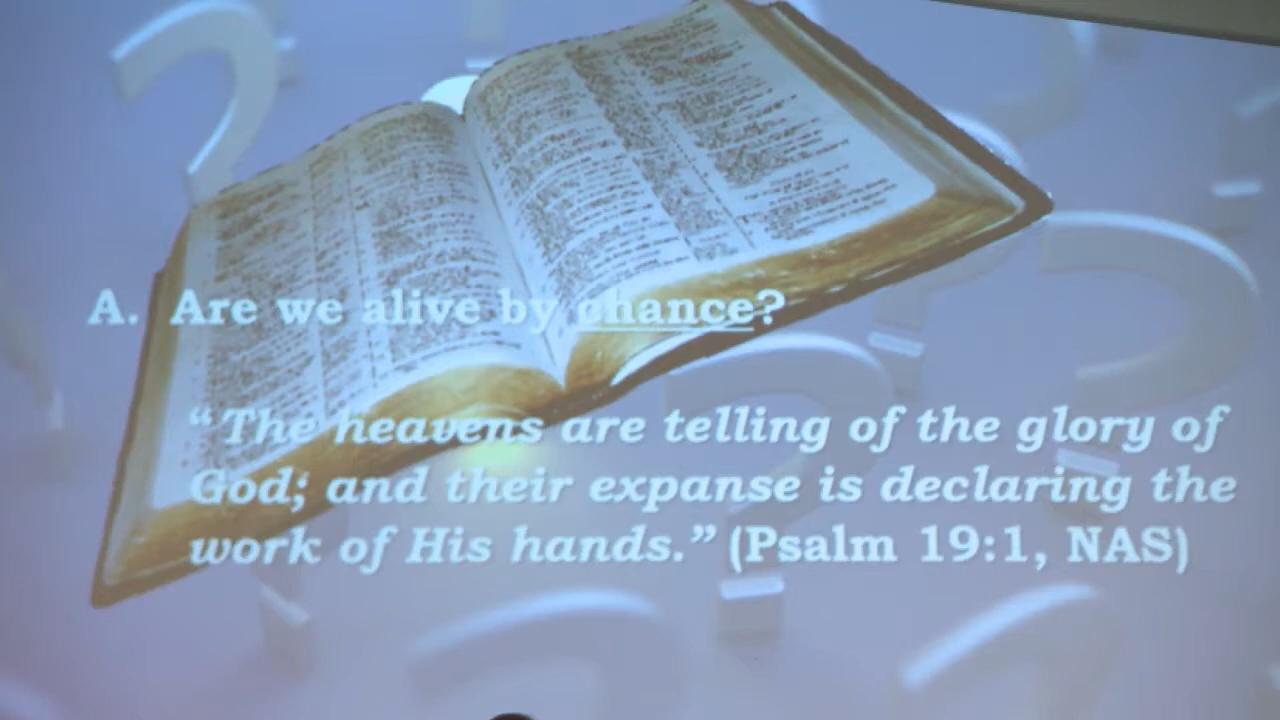 A. Are we alive by chance?
“The heavens are telling of the glory of
God; and their expanse is declaring the
work of His hands.” (Psalm 19:1, NAS)